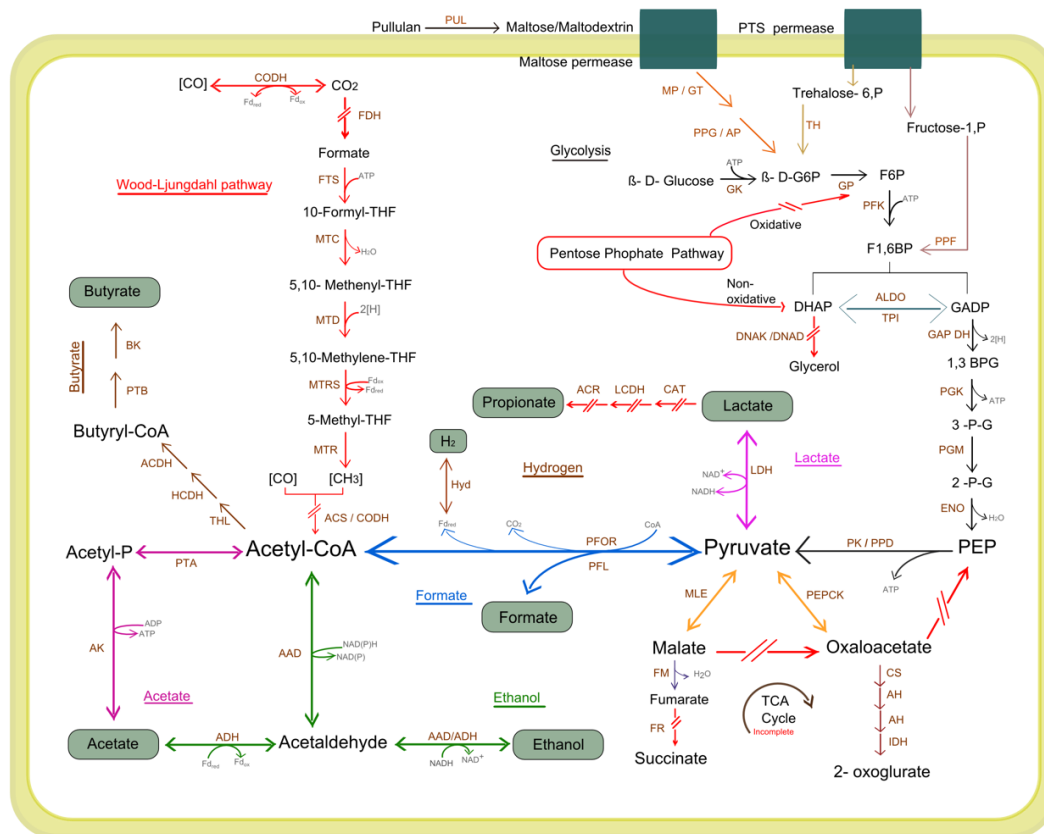 Pullulan
PUL
Maltose/Maltodextrin
PTS permease
Maltose permease
[CO]
CODH
CO2
Fdred
Fdox
FDH
Formate
FTS
ATP
Wood-Ljungdahl pathway
10-Formyl-THF
MTC
H2O
5,10- Methenyl-THF
MTD
2[H]
5,10-Methylene-THF
MTRS
Fdox
Fdred
5-Methyl-THF
MTR
[CO]
[CH3]
ACS / CODH
MP / GT
PPG / AP
Trehalose- 6,P
TH
Fructose-1,P
Glycolysis
ß- D- Glucose
ATP
GK
ß- D-G6P
GP
F6P
PFK
ATP
Oxidative
Pentose Phophate Pathway
F1,6BP
PPF
Non-
oxidative
DHAP
ALDO
TPI
GADP
DNAK /DNAD
Glycerol
GAP DH
2[H]
1,3 BPG
PGK
ATP
3 -P-G
PGM
2 -P-G
ENO
H2O
PEP
Butyrate
BK
Butyrate
PTB
Butyryl-CoA
ACDH
HCDH
THL
Propionate
ACR
LCDH
CAT
Lactate
H2
Hyd
Hydrogen
NAD+
NADH
LDH
Lactate
Fdred
CO2
CoA
Acetyl-P
PTA
Acetyl-CoA
PFOR
PFL
Pyruvate
PK / PPD
ATP
Formate
Formate
MLE
PEPCK
AK
ADP
ATP
AAD
NAD(P)H
NAD(P)
Malate
Oxaloacetate
FM
H2O
Fumarate
FR
Succinate
TCA
Cycle
Incomplete
CS
AH
AH
IDH
2- oxoglurate
Acetate
Ethanol
Acetate
ADH
Fdred
Fdox
Acetaldehyde
AAD/ADH
NADH
NAD+
Ethanol